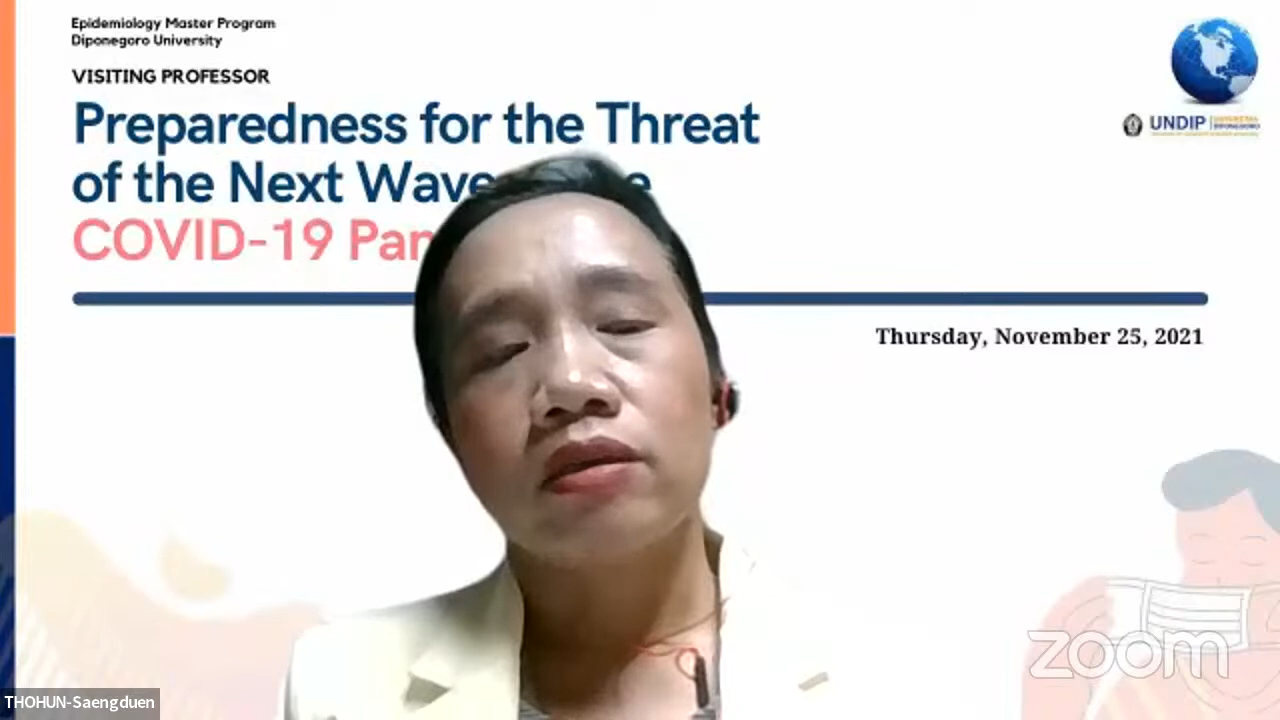 Epidemiology Master Program
Diponegoro University
VISITING PROFESSOR
Preparedness for the Threat
of the Next Wave
COVID-19 Pan
UNDIP
Thursday, November 25, 2021
zoom
THOHUN-Saengduen